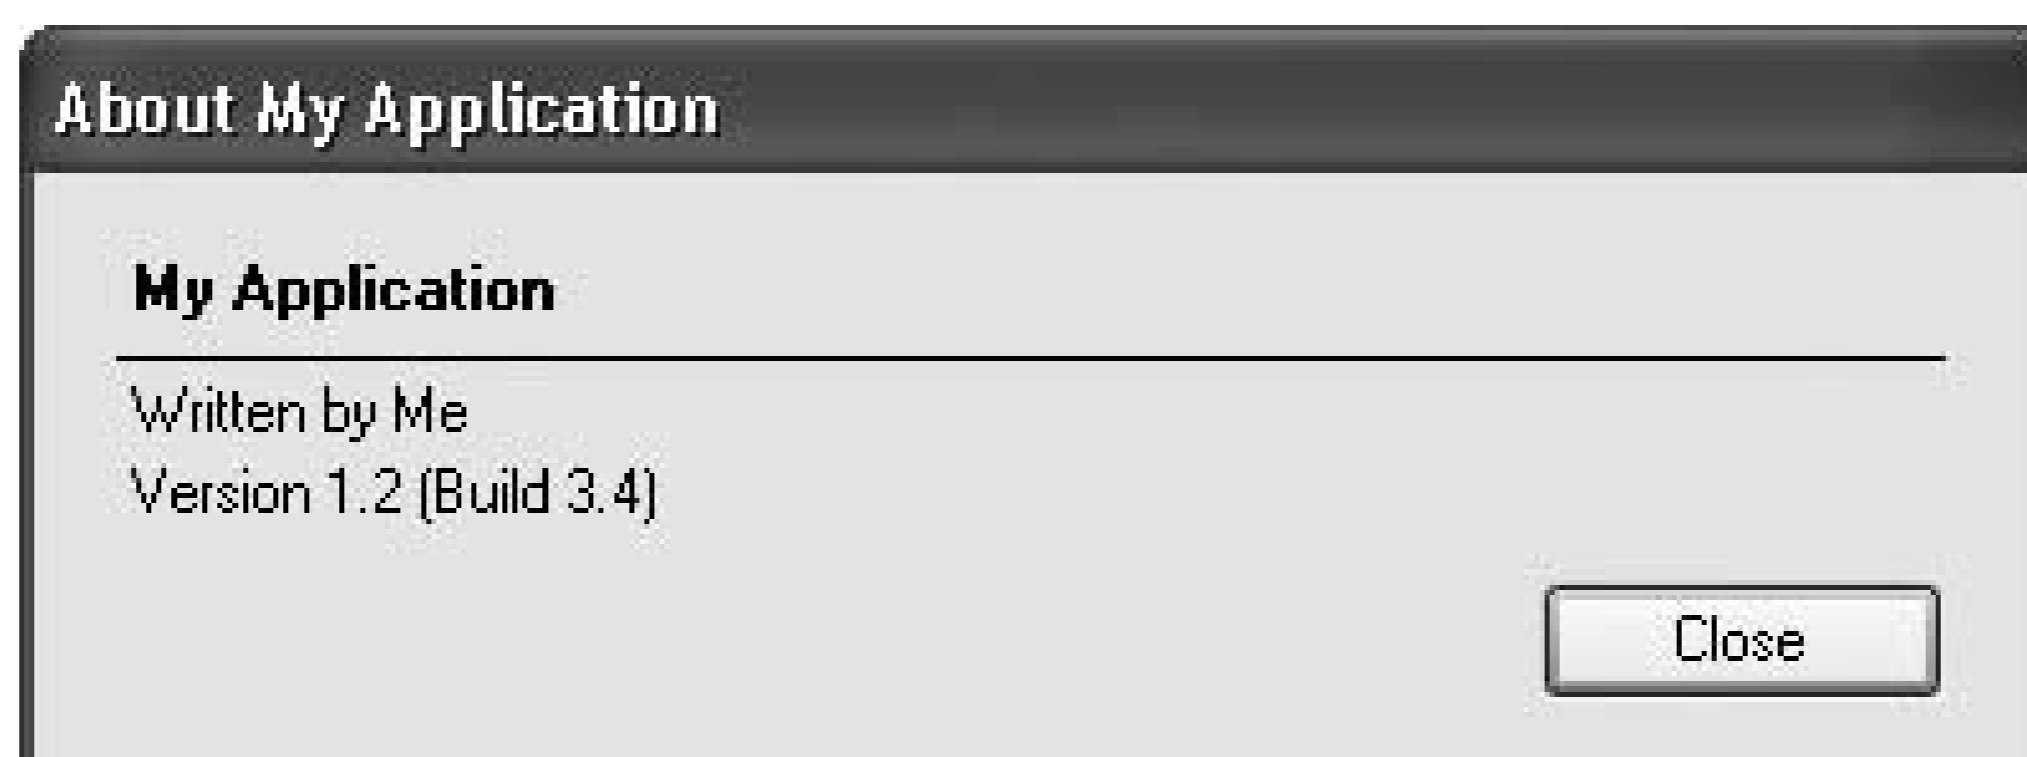 About My Application
My Application
Written by Me
Version 1.2 (Build 3.4)
Close